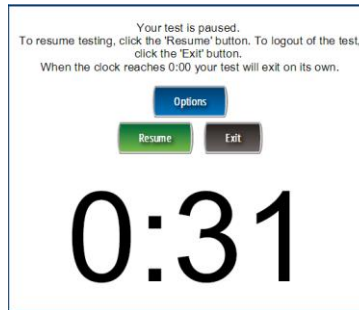 Your test is paused.
To resume testing, click the 'Resume' button. To logout of the test,
click the 'Exit' button.
When the clock reaches 0:00 your test will exit on its own.
Options
Resume Exit
0:31